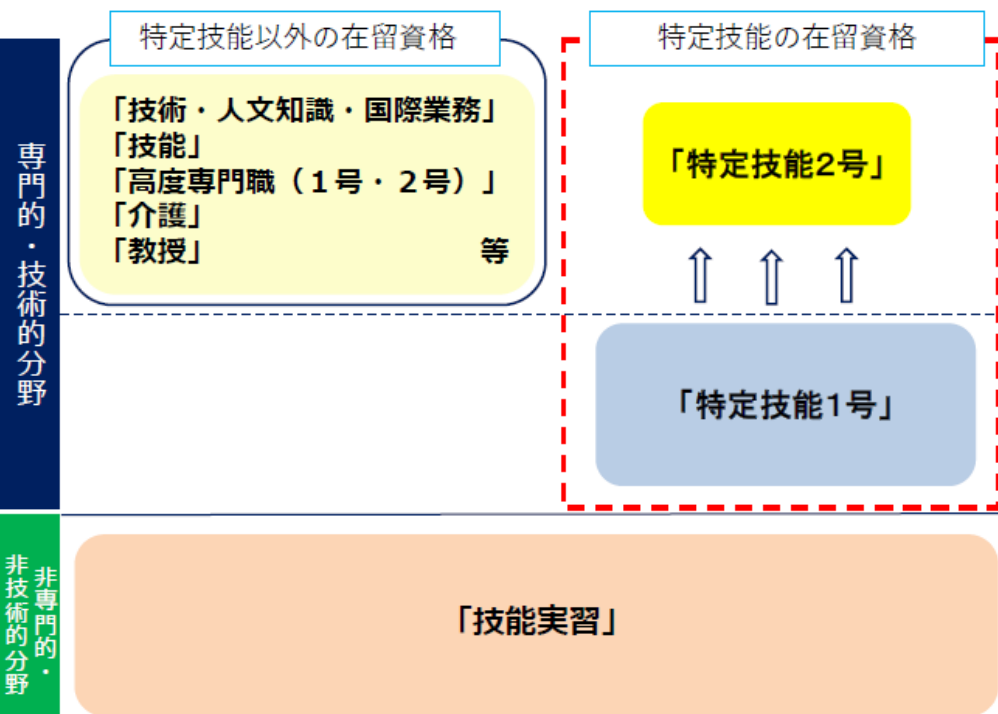 特定技能以外の在留資格
特定技能の在留資格
専門的・技術的分野
「技術・人文知識・国際業務」
「技能」
「高度専門職（１号・２号）」
「介護」
「教授」 等
「特定技能2号」
「特定技能1号」
非専門的・
非技術的分野
「技能実習」